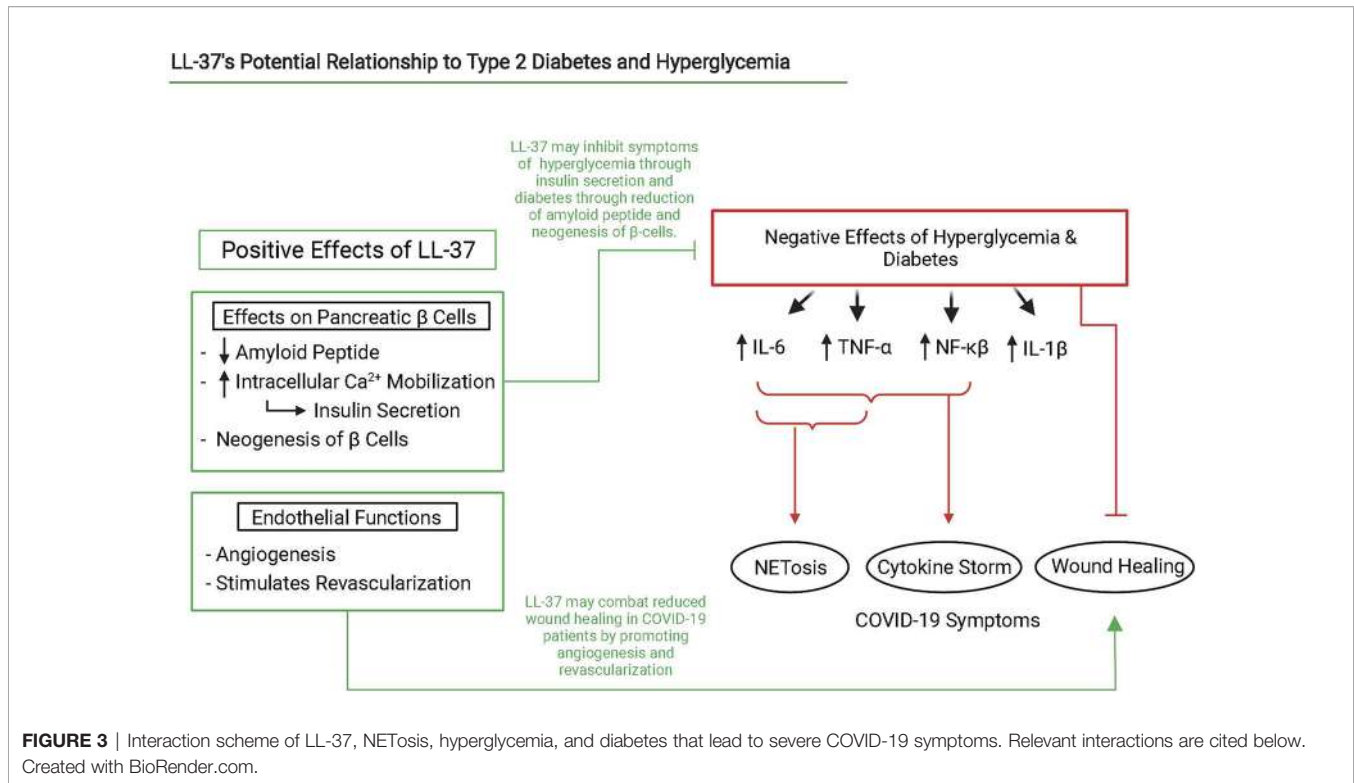 LL-37's Potential Relationship to Type 2 Diabetes and Hyperglycemia
LL-37 may inhibit symptoms
of hyperglycemia through
insulin secretion and
diabetes through reduction
of amyloid peptide and
neogenesis of β-cells.
Positive Effects of LL-37
Effects on Pancreatic β Cells
- ↓ Amyloid Peptide
- ↑ Intracellular Ca²⁺ Mobilization
Insulin Secretion
- Neogenesis of β Cells
Endothelial Functions
- Angiogenesis
- Stimulates Revascularization
LL-37 may combat reduced
wound healing in COVID-19
patients by promoting
angiogenesis and
revascularization
Negative Effects of Hyperglycemia &
Diabetes
↑ IL-6 ↑ TNF-α ↑ NF-κβ ↑ IL-1β
NETosis Cytokine Storm Wound Healing
COVID-19 Symptoms
FIGURE 3 | Interaction scheme of LL-37, NETosis, hyperglycemia, and diabetes that lead to severe COVID-19 symptoms. Relevant interactions are cited below.
Created with BioRender.com.